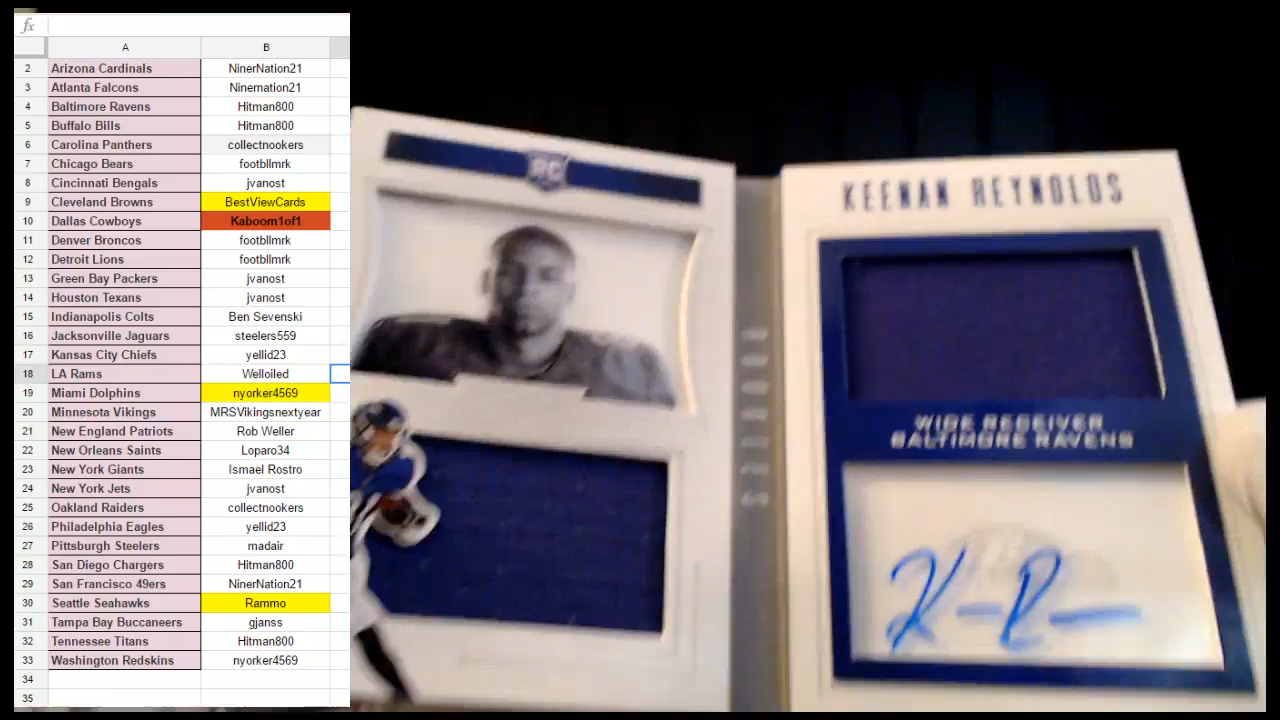 fx
A B
2 Arizona Cardinals NinerNation21
3 Atlanta Falcons Ninernation21
4 Baltimore Ravens Hitman800
5 Buffalo Bills Hitman800
6 Carolina Panthers collectnookers
7 Chicago Bears footbllmrk
8 Cincinnati Bengals jvanost
9 Cleveland Browns BestViewCards
10 Dallas Cowboys Kaboom1of1
11 Denver Broncos footbllmrk
12 Detroit Lions footbllmrk
13 Green Bay Packers jvanost
14 Houston Texans jvanost
15 Indianapolis Colts Ben Sevenski
16 Jacksonville Jaguars steelers559
17 Kansas City Chiefs yellid23
18 LA Rams Welloiled
19 Miami Dolphins nyorker4569
20 Minnesota Vikings MRSVikingsnextyear
21 New England Patriots Rob Weller
22 New Orleans Saints Loparo34
23 New York Giants Ismael Rostro
24 New York Jets jvanost
25 Oakland Raiders collectnookers
26 Philadelphia Eagles yellid23
27 Pittsburgh Steelers madair
28 San Diego Chargers Hitman800
29 San Francisco 49ers NinerNation21
30 Seattle Seahawks Rammo
31 Tampa Bay Buccaneers gjanss
32 Tennessee Titans Hitman800
33 Washington Redskins nyorker4569
34
35
RC
KEENAN REYNOLDS
WIDE RECEIVER
BALTIMORE RAVENS